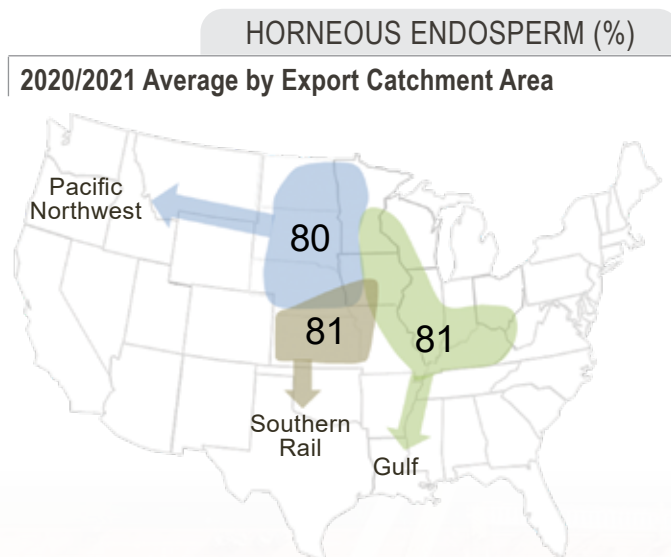 HORNEOUS ENDOSPERM (%)
2020/2021 Average by Export Catchment Area
Pacific
Northwest
80
81
81
Southern
Rail
Gulf